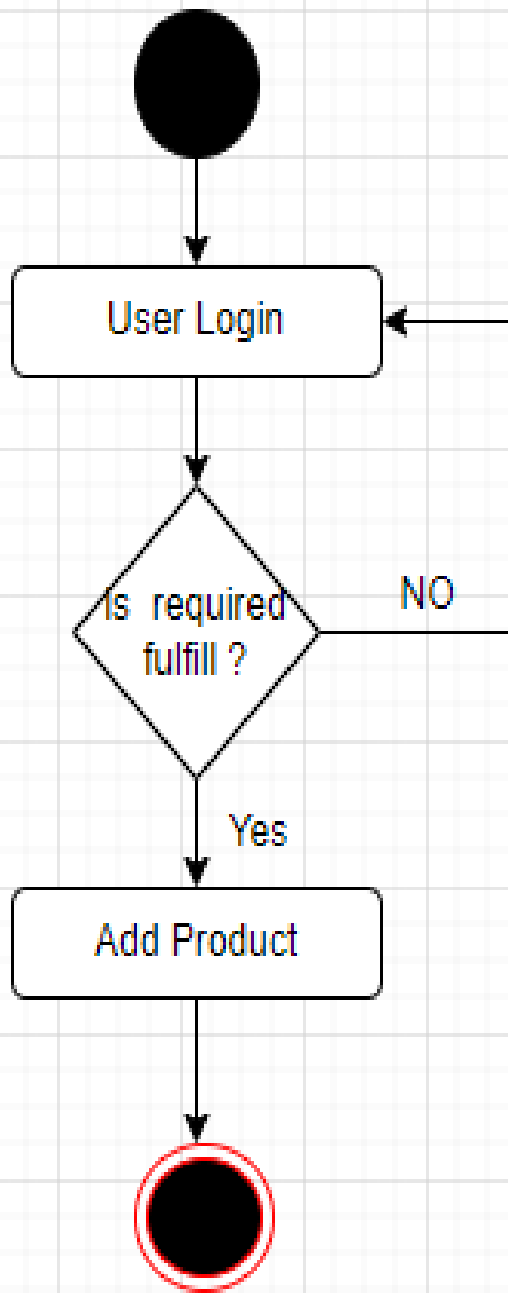 User Login
Is required
fulfill ?
NO
Yes
Add Product